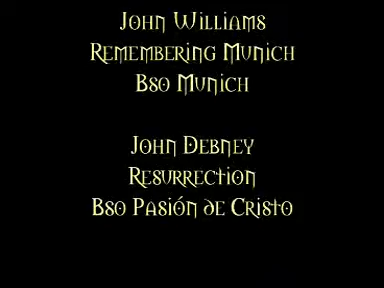 John Williams
Remembering Munich
Bso Munich
John Debney
Resurrection
Bso Pasión de Cristo